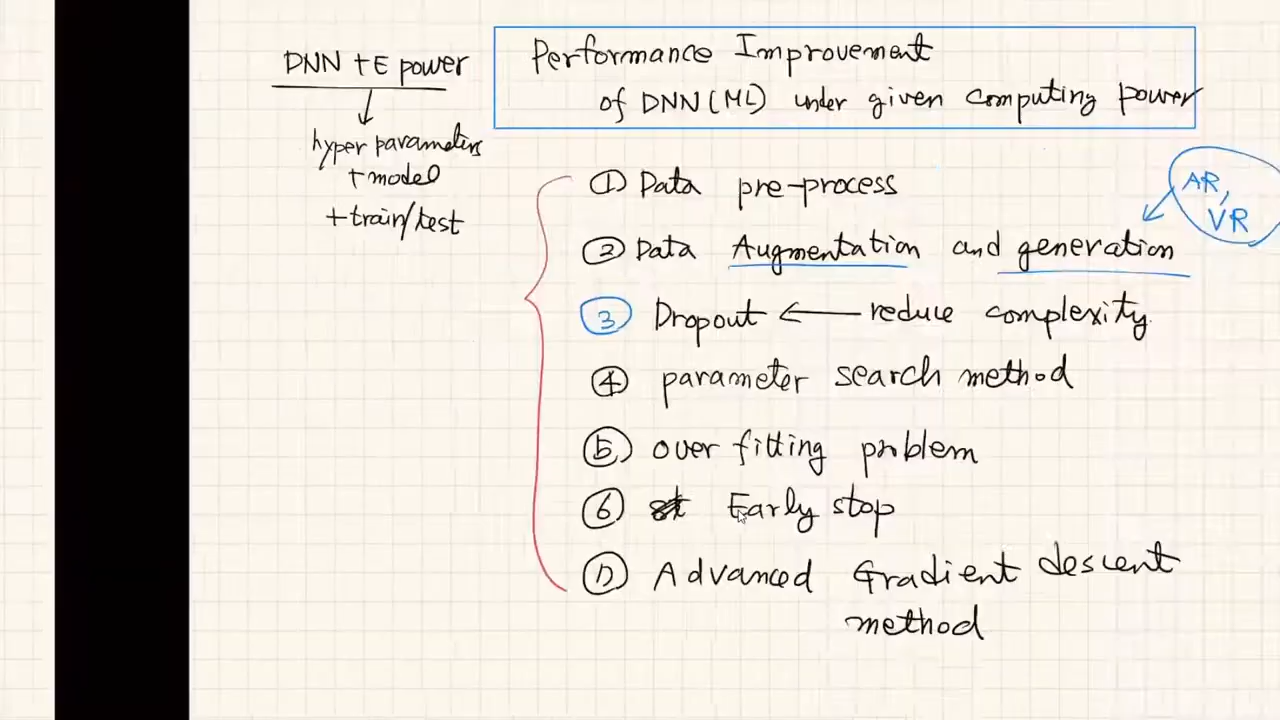 DNN + E power
hyper parameters
+ model
+ train/test
Performance Improvement
of DNN (ML) under given computing power
① Data pre-process
② Data Augmentation and generation
AR,
VR
③ Dropout ← reduce complexity
④ parameter search method
⑤ over fitting problem
⑥ Early stop
⑦ Advanced Gradient descent
method